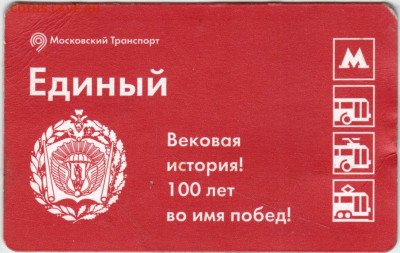 Московский Транспорт
Единый
М
Вековая
история!
100 лет
во имя побед!